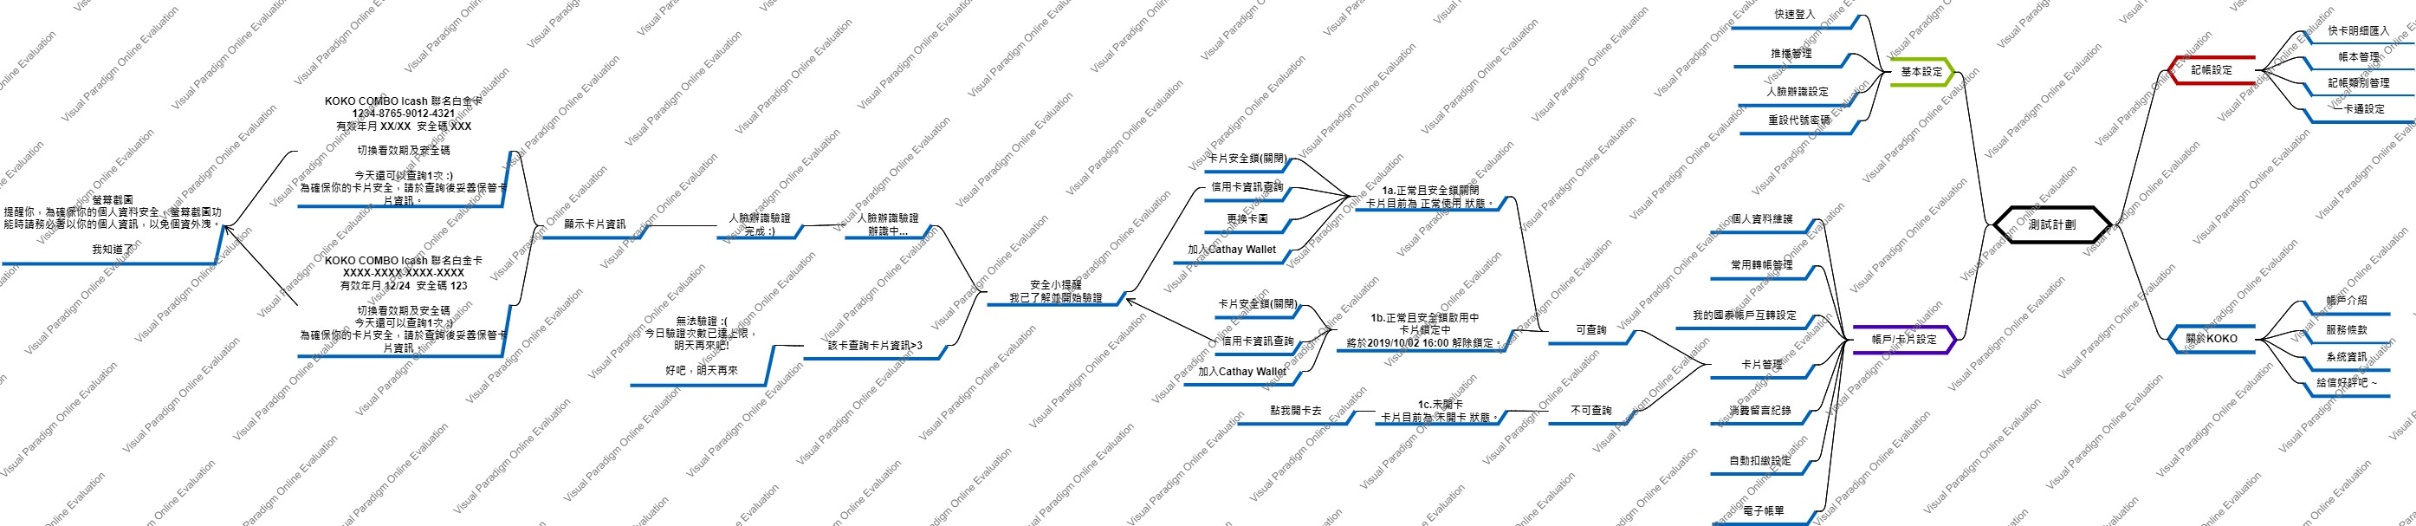 測試計劃
記帳設定
快卡明細匯入
帳本管理
記帳類別管理
一卡通設定
關於KOKO
帳戶介紹
服務條款
系統資訊
給個好評吧 ~
基本設定
快速登入
推播管理
人臉辦識設定
重設代號密碼
帳戶/卡片設定
個人資料維護
常用轉帳管理
我的國泰帳戶互轉設定
卡片管理
消費留言紀錄
自動扣繳設定
電子帳單
可查詢
不可查詢
1a.正常且安全鎖關閉
卡片目前為 正常使用 狀態。
卡片安全鎖(關閉)
信用卡資訊查詢
更換卡圖
加入Cathay Wallet
1b.正常且安全鎖啟用中
卡片鎖定中
將於2019/10/02 16:00 解除鎖定。
卡片安全鎖(關閉)
信用卡資訊查詢
加入Cathay Wallet
1c.未開卡
卡片目前為 未開卡 狀態。
點我開卡去
安全小提醒
我已了解並開始驗證
人臉辦識驗證
辦識中...
人臉辦識驗證
完成 :)
顯示卡片資訊
KOKO COMBO Icash 聯名白金卡
1234-8765-9012-4321
有效年月 XX/XX 安全碼 XXX
切換看效期及安全碼
今天還可以查詢1次 :)
為確保你的卡片安全，請於查詢後妥善保管卡
片資訊。
KOKO COMBO Icash 聯名白金卡
XXXX-XXXX-XXXX-XXXX
有效年月 12/24 安全碼 123
切換看效期及安全碼
今天還可以查詢1次 :)
為確保你的卡片安全，請於查詢後妥善保管卡
片資訊。
螢幕截圖
提醒你，為確保你的個人資料安全，螢幕截圖功
能時請務必署以你的個人資訊，以免個資外洩。
我知道了
該卡查詢卡片資訊>3
無法驗證 :(
今日驗證次數已達上限，
明天再來吧!
好吧，明天再來
Visual Paradigm Online Evaluation